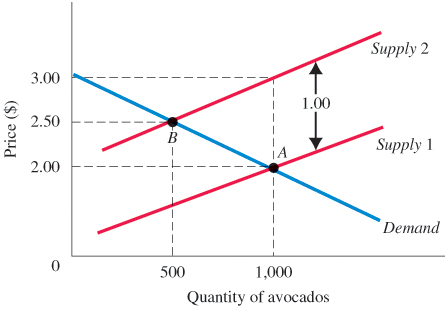 Price ($)
3.00
2.50
2.00
0
500
1,000
Quantity of avocados
Supply 2
1.00
Supply 1
Demand
A
B